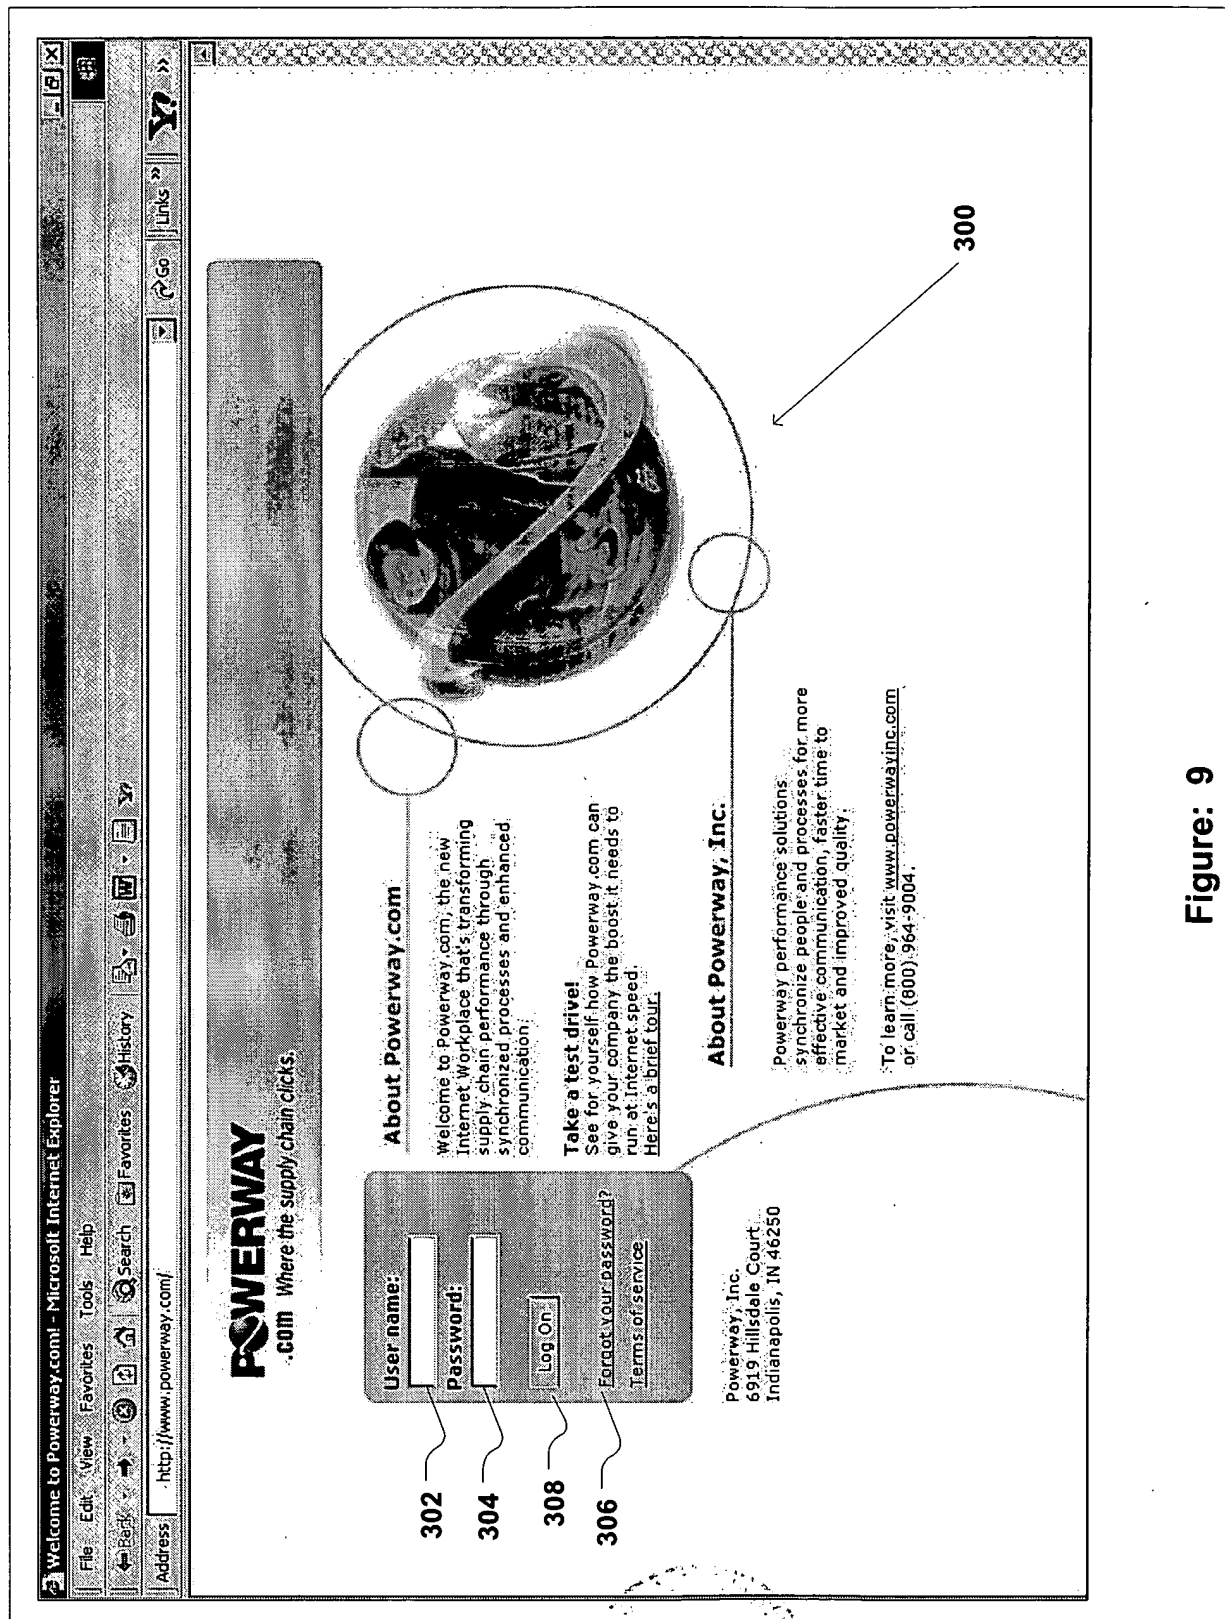 Welcome to Powerway.com! - Microsoft Internet Explorer
File Edit View Favorites Tools Help
Back Search Favorites History
Address http://www.powerway.com/ Go Links »
POWERWAY
.com Where the supply chain clicks.
User name:
Password:
Log On
Forgot your password?
Terms of service
302
304
308
306
Powerway, Inc.
6919 Hillsdale Court
Indianapolis, IN 46250
About Powerway.com
Welcome to Powerway.com, the new
Internet Workplace that's transforming
supply chain performance through
synchronized processes and enhanced
communication.
Take a test drive!
See for yourself how Powerway.com can
give your company the boost it needs to
run at Internet speed.
Here's a brief tour.
About Powerway, Inc.
Powerway performance solutions
synchronize people and processes for more
effective communication, faster time to
market and improved quality.
To learn more, visit www.powerwayinc.com
or call (800) 964-9004.
300
Figure: 9